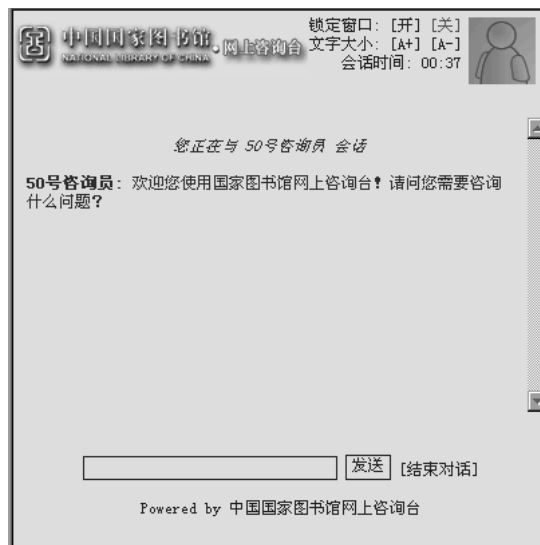 中国国家图书馆·网上咨询台
NATIONAL LIBRARY OF CHINA
锁定窗口: [开] [关]
文字大小: [A+] [A-]
会话时间: 00:37
您正在与 50号咨询员 会话
50号咨询员: 欢迎您使用国家图书馆网上咨询台! 请问您需要咨询
什么问题?
发送 [结束对话]
Powered by 中国国家图书馆网上咨询台